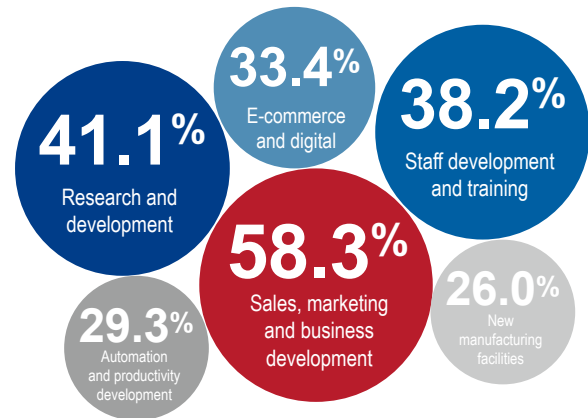 33.4%
E-commerce
and digital
38.2%
Staff development
and training
41.1%
Research and
development
58.3%
Sales, marketing
and business
development
26.0%
New
manufacturing
facilities
29.3%
Automation
and productivity
development